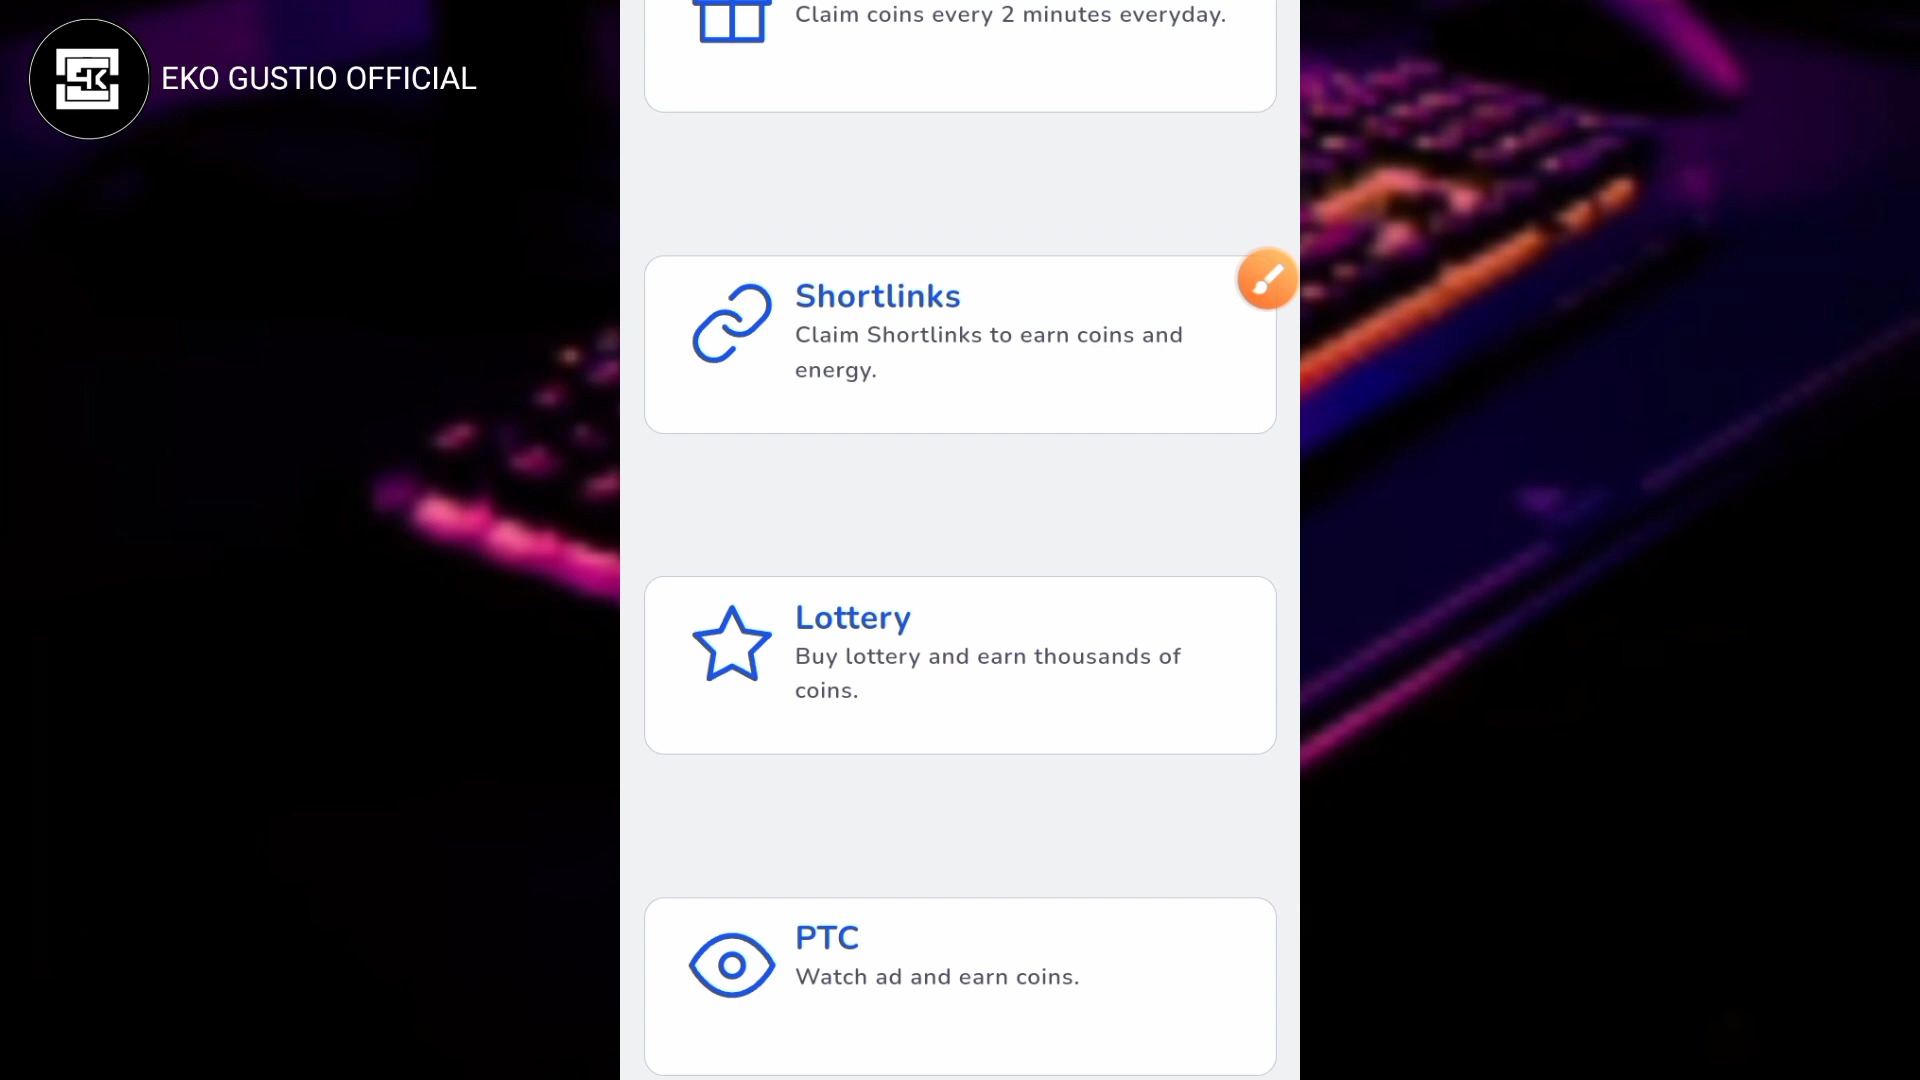 EKO GUSTIO OFFICIAL
Claim coins every 2 minutes everyday.
Shortlinks
Claim Shortlinks to earn coins and
energy.
Lottery
Buy lottery and earn thousands of
coins.
PTC
Watch ad and earn coins.